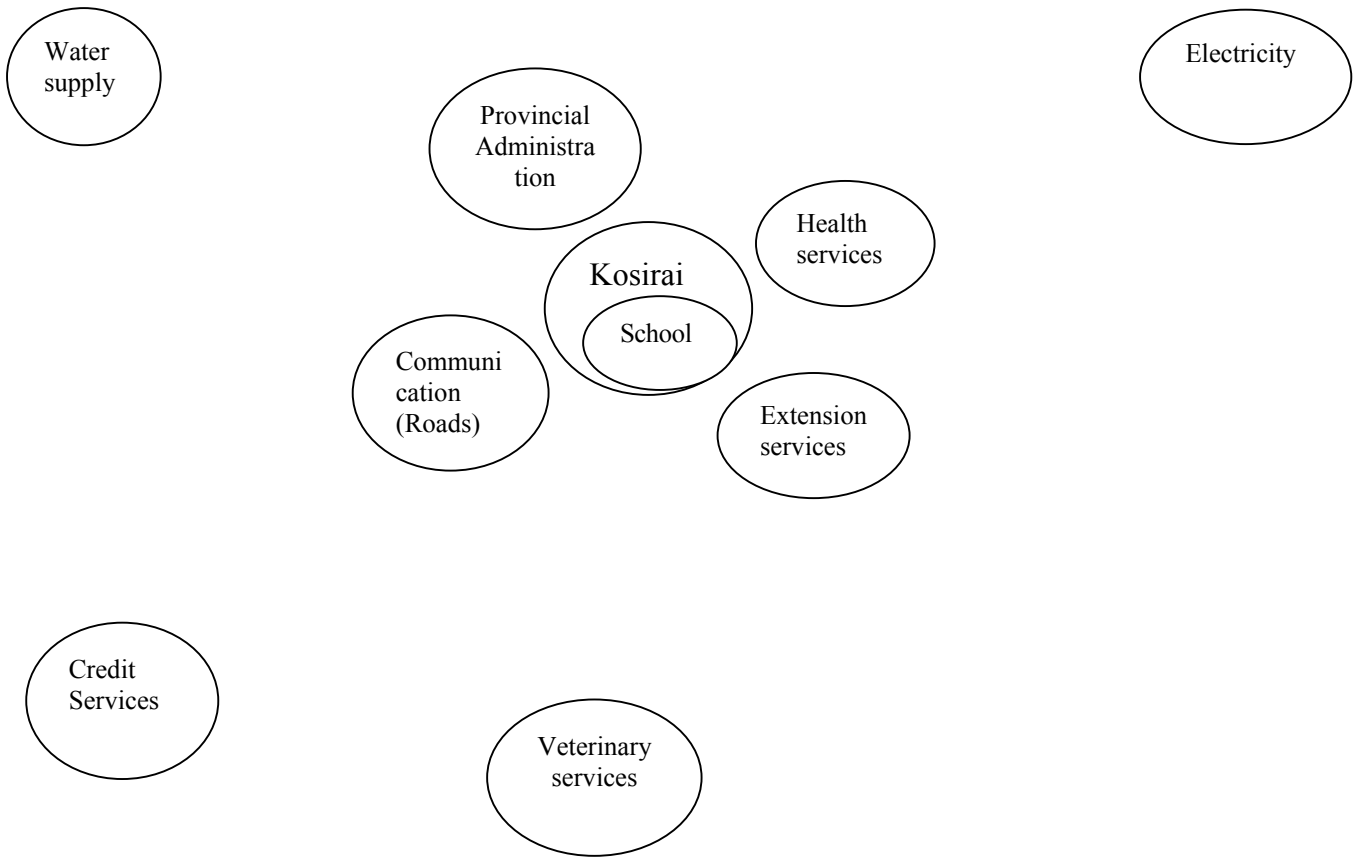 Water
supply
Electricity
Provincial
Administra
tion
Health
services
Kosirai
School
Communi
cation
(Roads)
Extension
services
Credit
Services
Veterinary
services